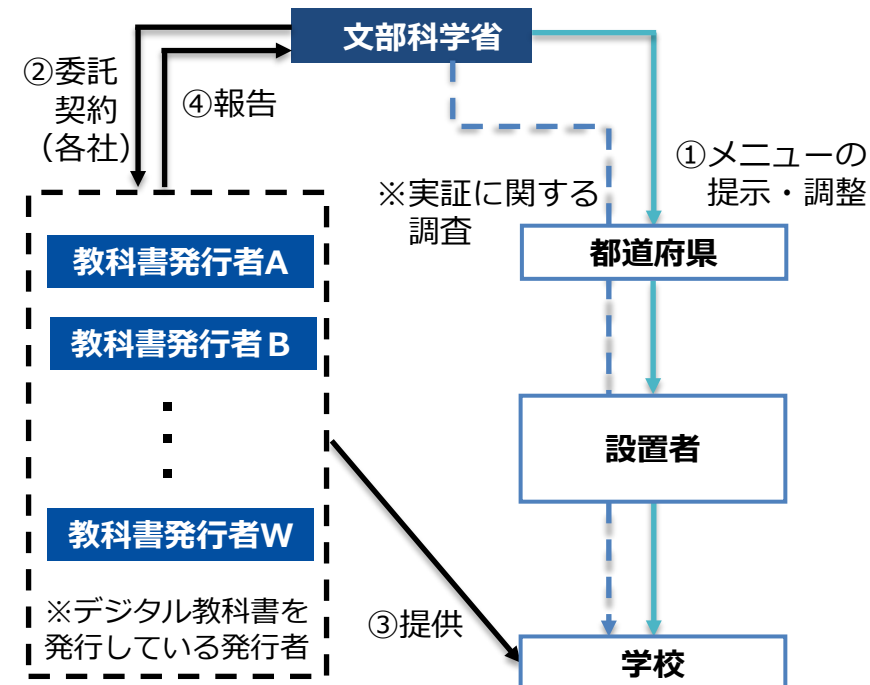 文部科学省
②委託
契約
(各社)
④報告
①メニューの
提示・調整
※実証に関する
調査
都道府県
教科書発行者A
教科書発行者B
・
・
・
設置者
教科書発行者W
※デジタル教科書を
発行している発行者
③提供
学校